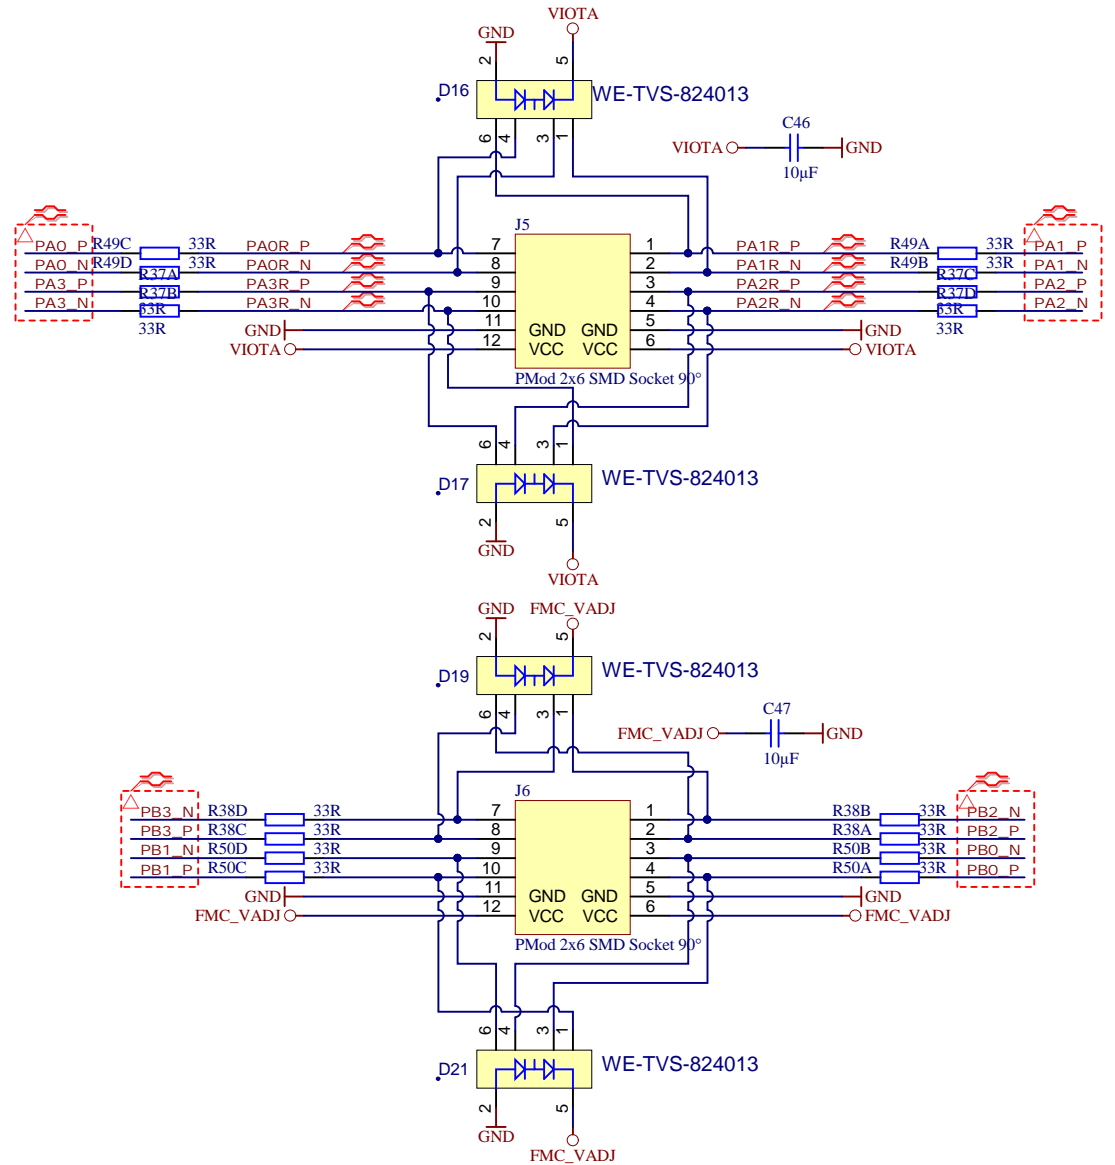 VIOTA
GND
2 5
D16 WE-TVS-824013
6 4 3 1
C46
VIOTA GND
10µF
J5
PA0_P R49C 33R PA0R_P 7 1 PA1R_P R49A 33R PA1_P
PA0_N R49D 33R PA0R_N 8 2 PA1R_N R49B 33R PA1_N
PA3_P R37A PA3R_P 9 3 PA2R_P R37C PA2_P
PA3_N R37B 33R PA3R_N 10 4 PA2R_N R37D 33R PA2_N
33R 33R
GND 11 GND GND 5 GND
VIOTA 12 VCC VCC 6 VIOTA
PMod 2x6 SMD Socket 90°
6 4 3 1
D17 WE-TVS-824013
2 5
GND
VIOTA
GND FMC_VADJ
2 5
D19 WE-TVS-824013
6 4 3 1
C47
FMC_VADJ GND
10µF
J6
PB3_N R38D 33R 7 1 R38B 33R PB2_N
PB3_P R38C 33R 8 2 R38A 33R PB2_P
PB1_N R50D 33R 9 3 R50B 33R PB0_N
PB1_P R50C 33R 10 4 R50A 33R PB0_P
GND 11 GND GND 5 GND
FMC_VADJ 12 VCC VCC 6 FMC_VADJ
PMod 2x6 SMD Socket 90°
6 4 3 1
D21 WE-TVS-824013
2 5
GND
FMC_VADJ